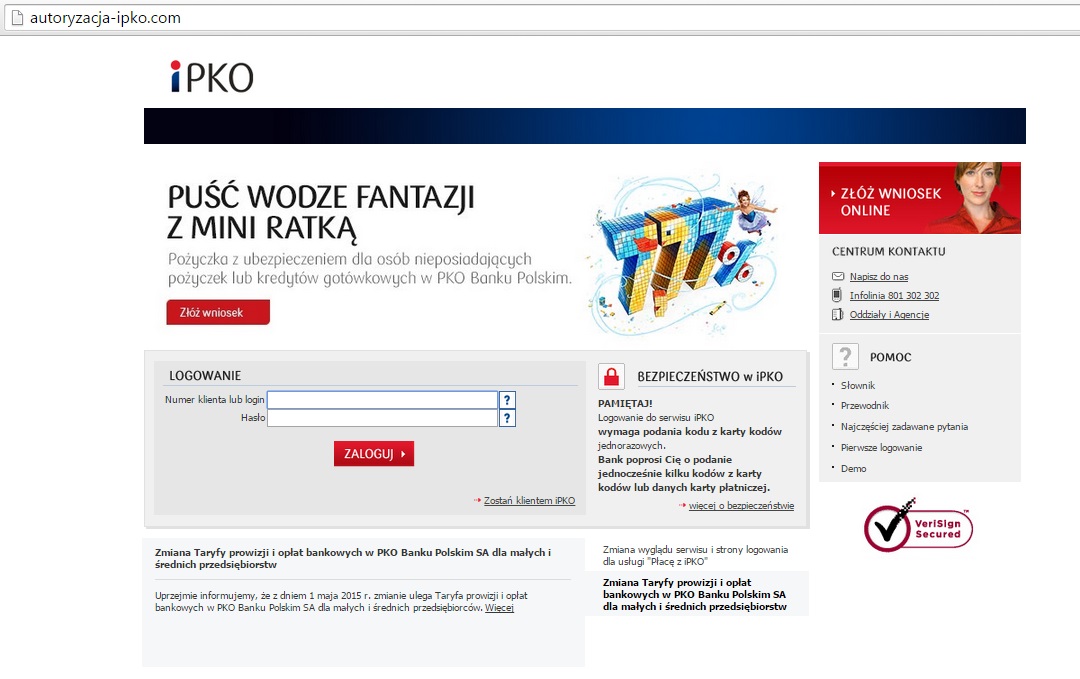 autoryzacja-ipko.com
iPKO
PUŚĆ WODZE FANTAZJI
Z MINI RATKĄ
Pożyczka z ubezpieczeniem dla osób nieposiadających
pożyczek lub kredytów gotówkowych w PKO Banku Polskim.
Złóż wniosek
%
ZŁÓŻ WNIOSEK
ONLINE
CENTRUM KONTAKTU
Napisz do nas
Infolinia 801 302 302
Oddziały i Agencje
? POMOC
Słownik
Przewodnik
Najczęściej zadawane pytania
Pierwsze logowanie
Demo
VeriSign™
Secured
LOGOWANIE
Numer klienta lub login ?
Hasło ?
ZALOGUJ
Zostań klientem iPKO
BEZPIECZEŃSTWO w iPKO
PAMIĘTAJ!
Logowanie do serwisu iPKO
wymaga podania kodu z karty kodów
jednorazowych.
Bank poprosi Cię o podanie
jednocześnie kilku kodów z karty
kodów lub danych karty płatniczej.
więcej o bezpieczeństwie
Zmiana Taryfy prowizji i opłat bankowych w PKO Banku Polskim SA dla małych i
średnich przedsiębiorstw
Uprzejmie informujemy, że z dniem 1 maja 2015 r. zmianie ulega Taryfa prowizji i opłat
bankowych w PKO Banku Polskim SA dla małych i średnich przedsiębiorców. Więcej
Zmiana wyglądu serwisu i strony logowania
dla usługi "Płacę z iPKO"
Zmiana Taryfy prowizji i opłat
bankowych w PKO Banku Polskim SA
dla małych i średnich przedsiębiorstw